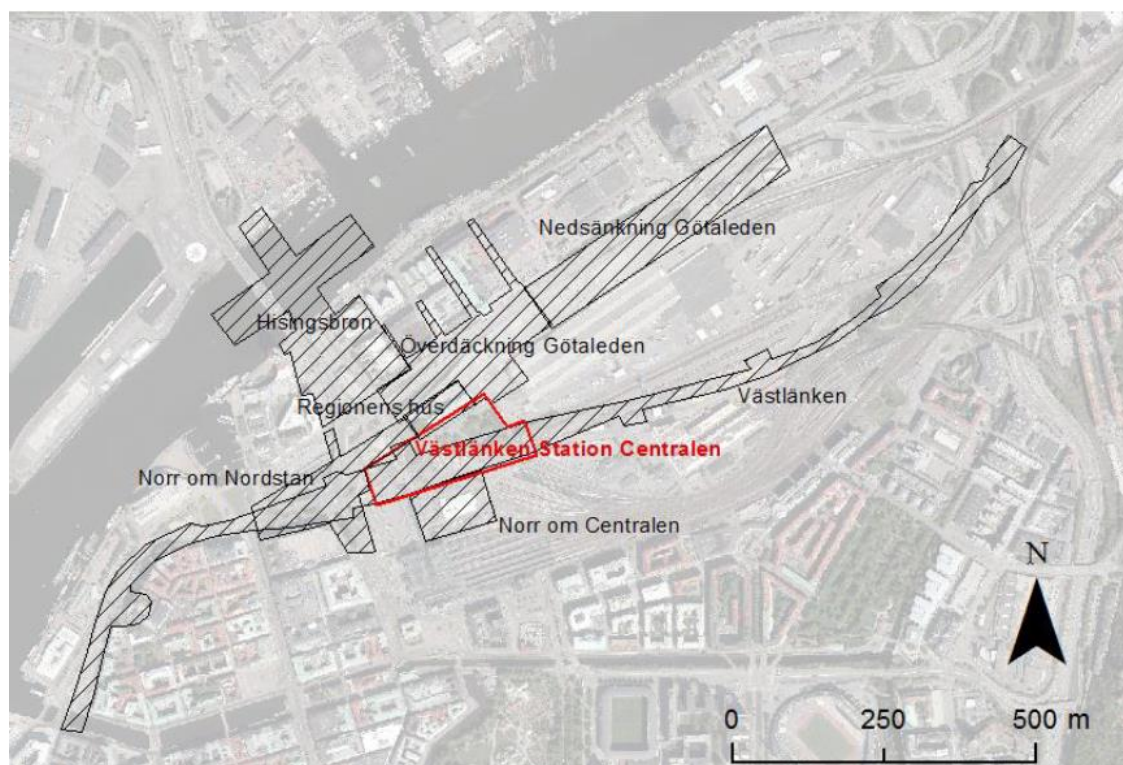 Nedsänkning Götaleden
Hisingsbron
Överdäckning Götaleden
Västlänken
Regionens hus
Västlänken Station Centralen
Norr om Nordstan
Norr om Centralen
N
0 250 500 m